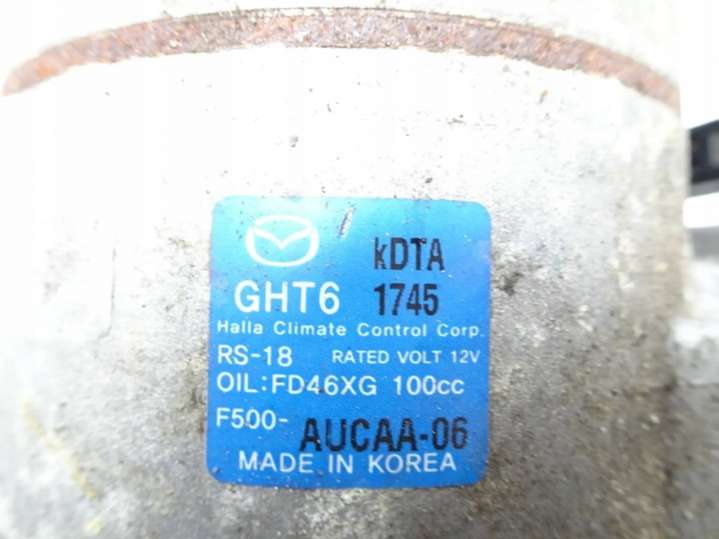 kDTA
GHT6 1745
Halla Climate Control Corp.
RS-18 RATED VOLT 12V
OIL:FD46XG 100cc
F500- AUCAA-06
MADE IN KOREA